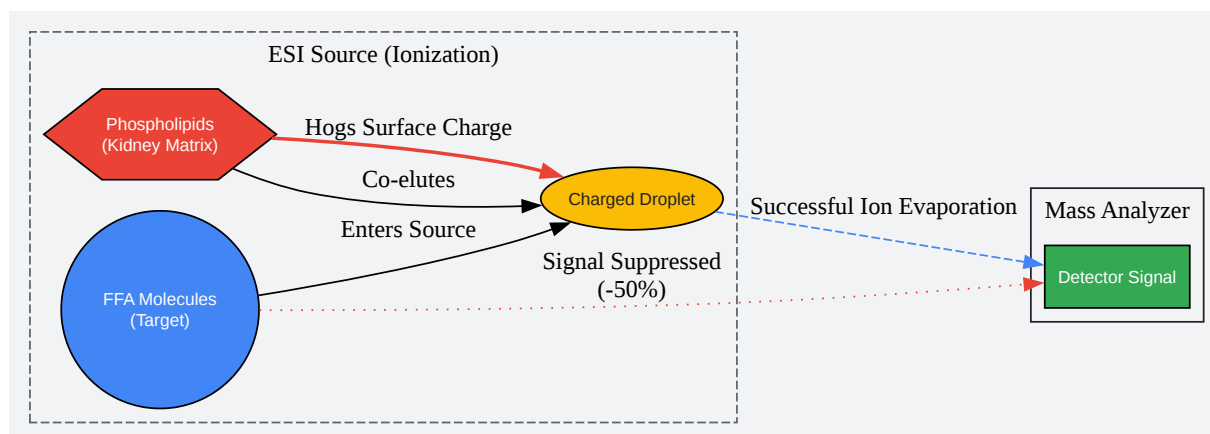 ESI Source (Ionization)
Phospholipids
(Kidney Matrix)
Hogs Surface Charge
Co-elutes
Charged Droplet
Enters Source
FFA Molecules
(Target)
Signal Suppressed
(-50%)
Successful Ion Evaporation
Mass Analyzer
Detector Signal